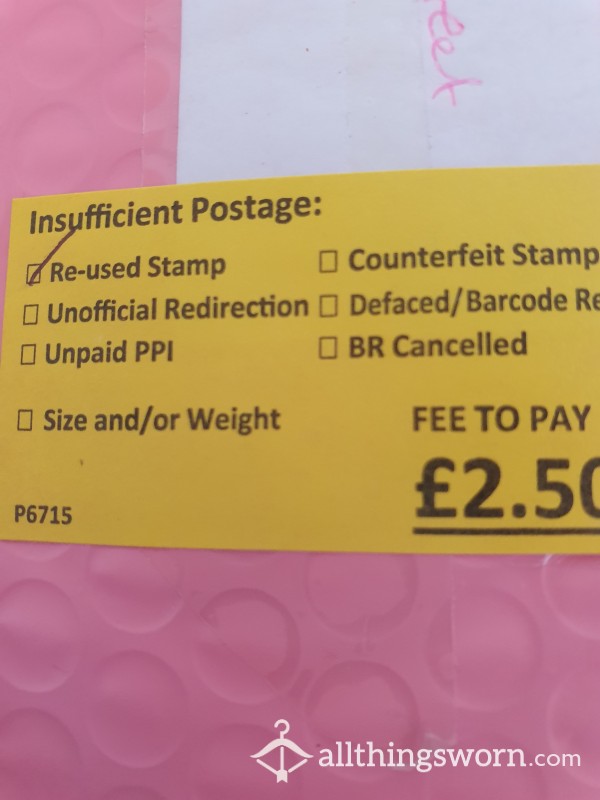 Insufficient Postage:
Re-used Stamp
Counterfeit Stamp
Unofficial Redirection
Defaced/Barcode Re
Unpaid PPI
BR Cancelled
Size and/or Weight
FEE TO PAY
£2.50
P6715
allthingsworn.com